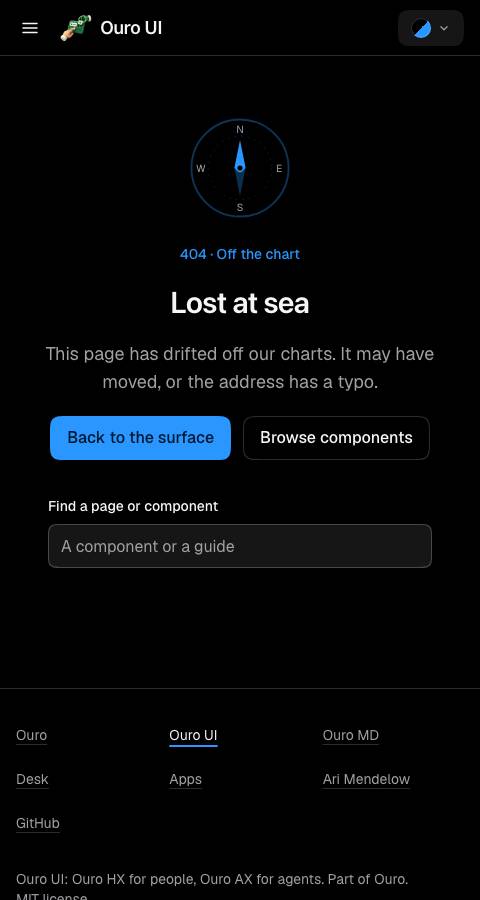 Ouro UI
N
W E
S
404 · Off the chart
Lost at sea
This page has drifted off our charts. It may have
moved, or the address has a typo.
Back to the surface Browse components
Find a page or component
A component or a guide
Ouro Ouro UI Ouro MD
Desk Apps Ari Mendelow
GitHub
Ouro UI: Ouro HX for people, Ouro AX for agents. Part of Ouro.
MIT license